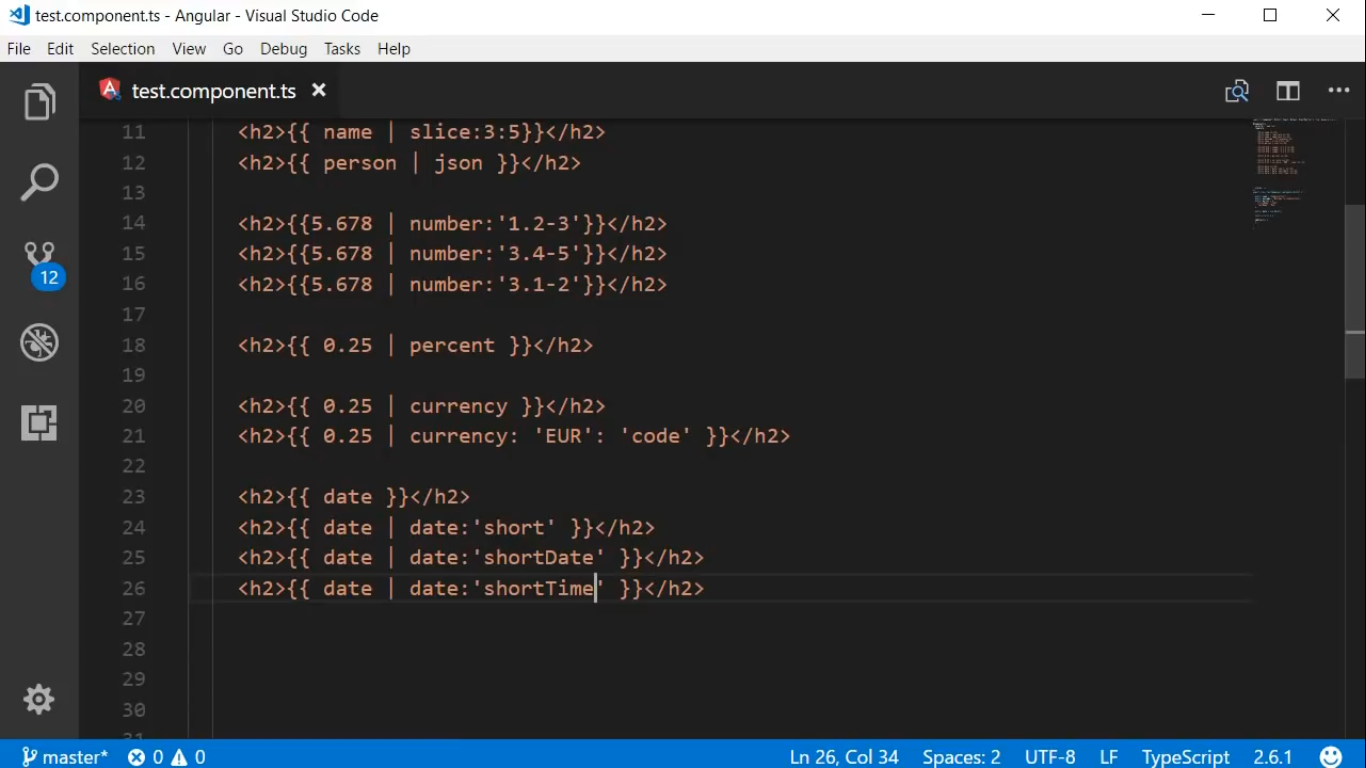 test.component.ts - Angular - Visual Studio Code
File Edit Selection View Go Debug Tasks Help
test.component.ts
11 <h2>{{ name | slice:3:5}}</h2>
12 <h2>{{ person | json }}</h2>
13
14 <h2>{{5.678 | number:'1.2-3'}}</h2>
15 <h2>{{5.678 | number:'3.4-5'}}</h2>
16 <h2>{{5.678 | number:'3.1-2'}}</h2>
17
18 <h2>{{ 0.25 | percent }}</h2>
19
20 <h2>{{ 0.25 | currency }}</h2>
21 <h2>{{ 0.25 | currency: 'EUR': 'code' }}</h2>
22
23 <h2>{{ date }}</h2>
24 <h2>{{ date | date:'short' }}</h2>
25 <h2>{{ date | date:'shortDate' }}</h2>
26 <h2>{{ date | date:'shortTime' }}</h2>
27
28
29
30
31
12
master* 0 0 Ln 26, Col 34 Spaces: 2 UTF-8 LF TypeScript 2.6.1